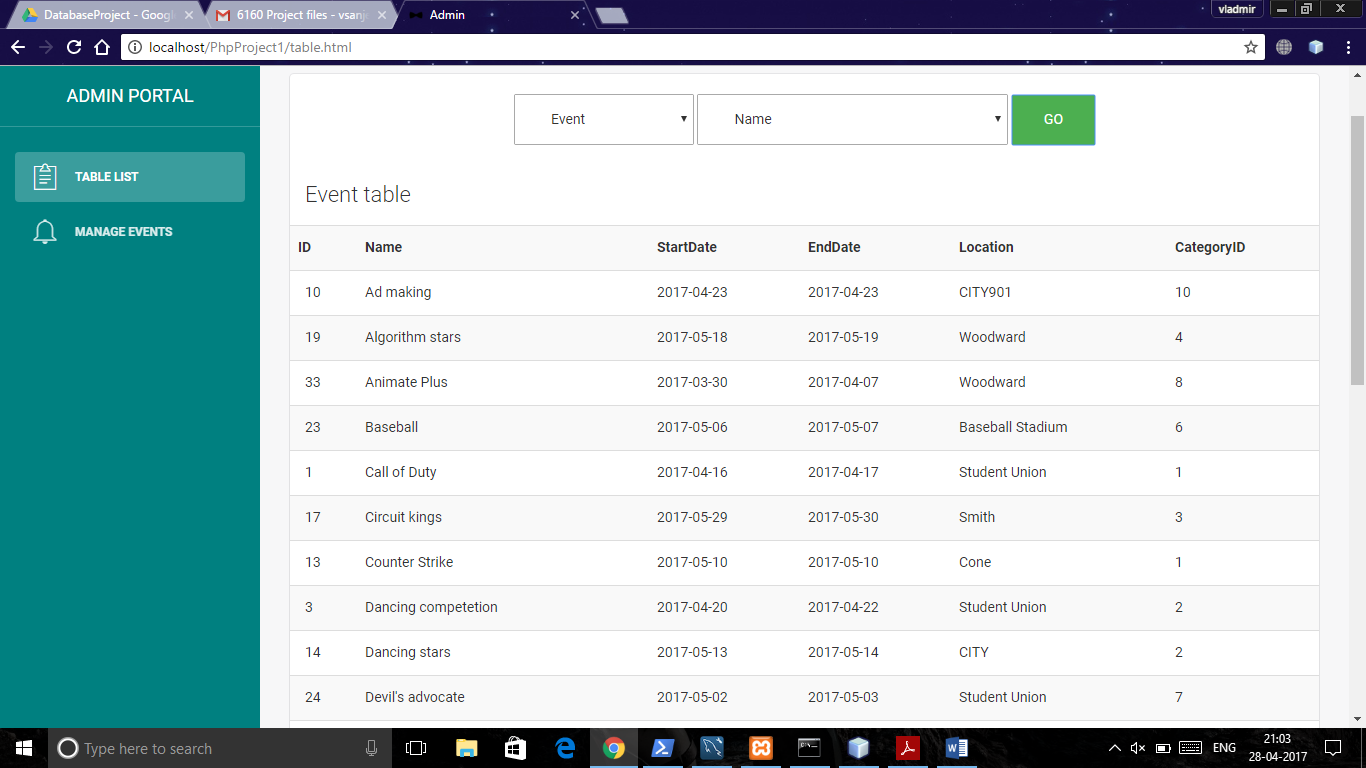 DatabaseProject - Googl
6160 Project files - vsanj
Admin
vladmir
localhost/PhpProject1/table.html
ADMIN PORTAL
TABLE LIST
MANAGE EVENTS
Event Name GO
Event table
ID Name StartDate EndDate Location CategoryID
10 Ad making 2017-04-23 2017-04-23 CITY901 10
19 Algorithm stars 2017-05-18 2017-05-19 Woodward 4
33 Animate Plus 2017-03-30 2017-04-07 Woodward 8
23 Baseball 2017-05-06 2017-05-07 Baseball Stadium 6
1 Call of Duty 2017-04-16 2017-04-17 Student Union 1
17 Circuit kings 2017-05-29 2017-05-30 Smith 3
13 Counter Strike 2017-05-10 2017-05-10 Cone 1
3 Dancing competetion 2017-04-20 2017-04-22 Student Union 2
14 Dancing stars 2017-05-13 2017-05-14 CITY 2
24 Devil's advocate 2017-05-02 2017-05-03 Student Union 7
Type here to search
ENG
21:03
28-04-2017